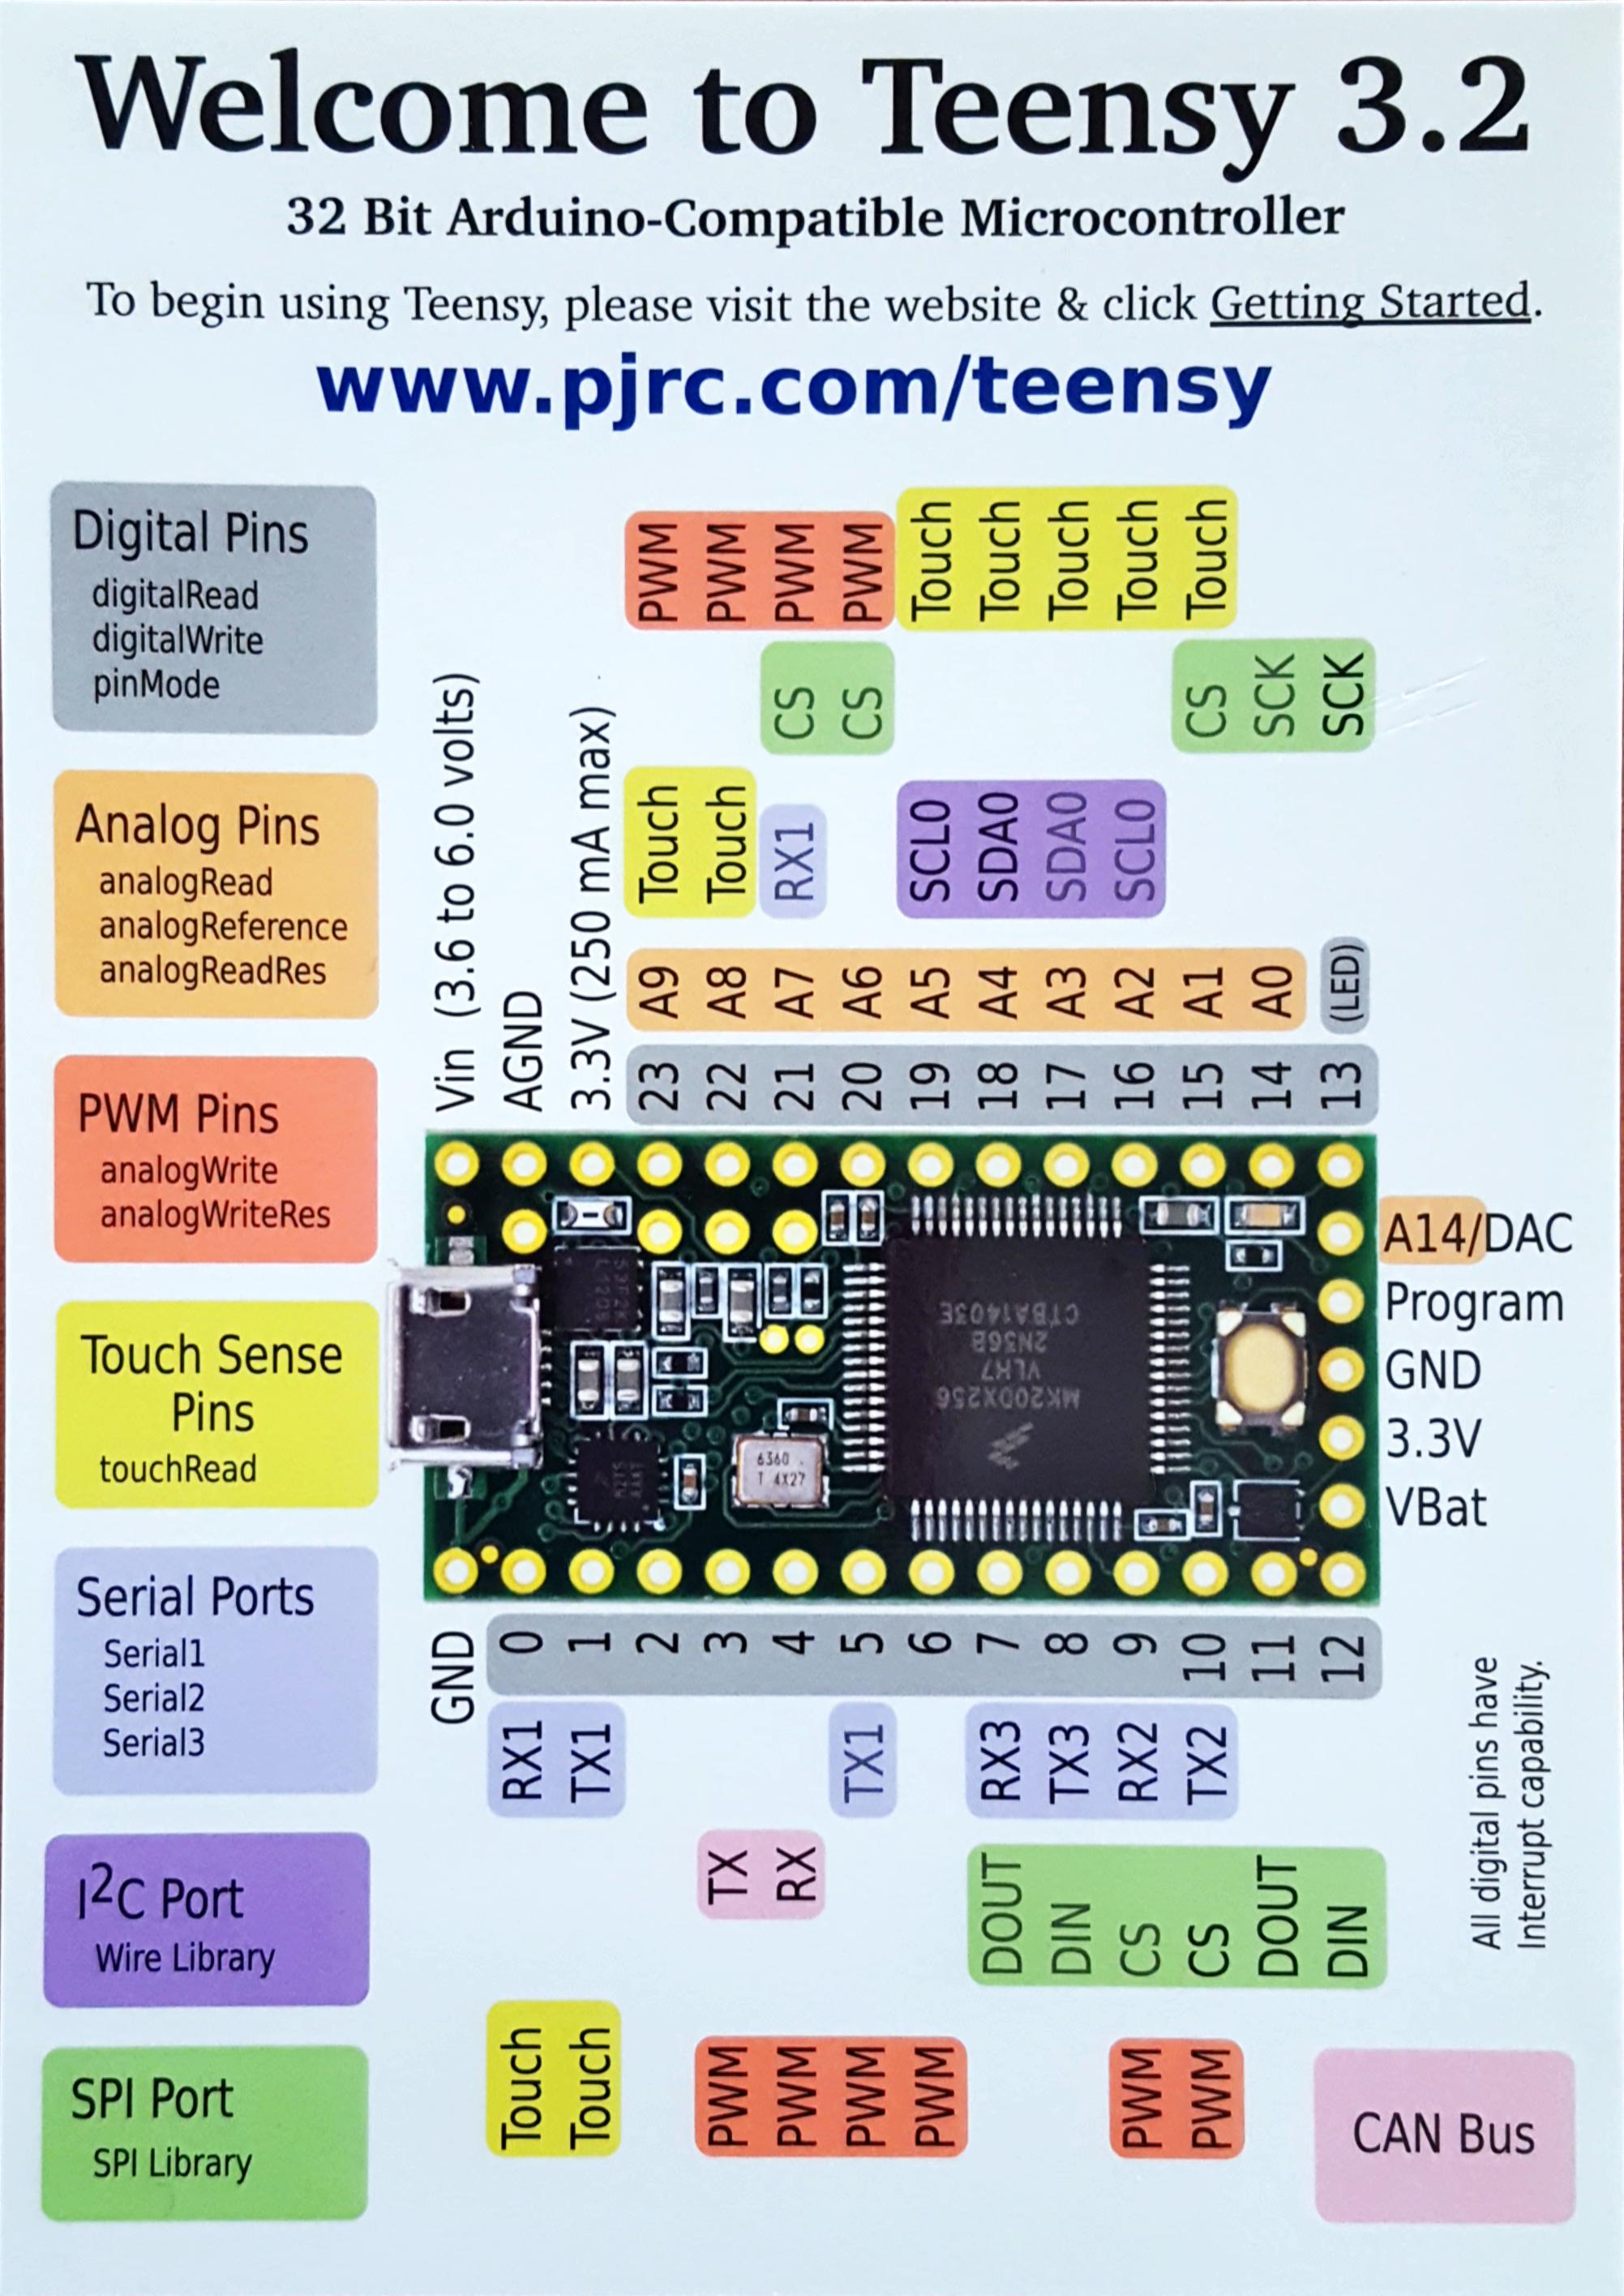 Welcome to Teensy 3.2
32 Bit Arduino-Compatible Microcontroller
To begin using Teensy, please visit the website & click Getting Started.
www.pjrc.com/teensy
Digital Pins
digitalRead
digitalWrite
pinMode
Analog Pins
analogRead
analogReference
analogReadRes
PWM Pins
analogWrite
analogWriteRes
Touch Sense
Pins
touchRead
Serial Ports
Serial1
Serial2
Serial3
I²C Port
Wire Library
SPI Port
SPI Library
PWM PWM PWM PWM Touch Touch Touch Touch Touch
CS CS CS SCK SCK
Touch Touch RX1 SCL0 SDA0 SDA0 SCL0
Vin (3.6 to 6.0 volts)
AGND
3.3V (250 mA max)
A9 A8 A7 A6 A5 A4 A3 A2 A1 A0 (LED)
23 22 21 20 19 18 17 16 15 14 13
A14/DAC
Program
GND
3.3V
VBat
MK20DX256
VLH7
2N36B
CTBA1403E
6360
T 4X27
GND 0 1 2 3 4 5 6 7 8 9 10 11 12
RX1 TX1 TX1 RX3 TX3 RX2 TX2
TX RX DOUT DIN CS CS DOUT DIN
Touch Touch PWM PWM PWM PWM PWM PWM
All digital pins have
Interrupt capability.
CAN Bus